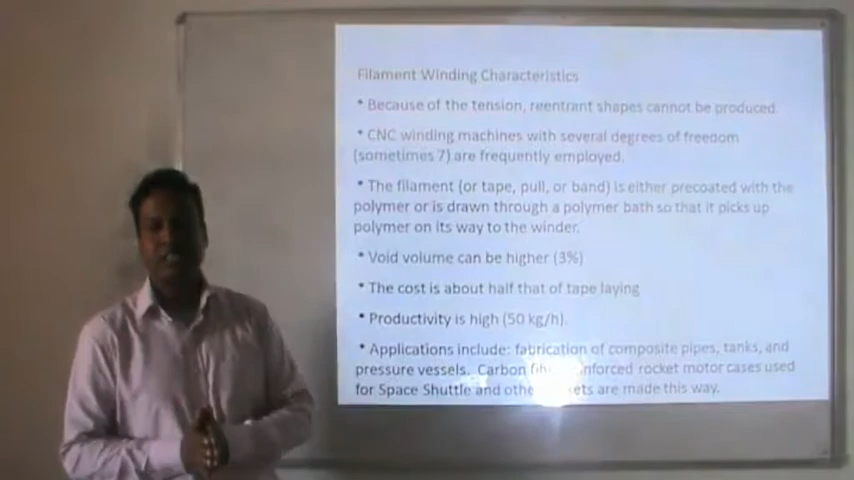 Filament Winding Characteristics
* Because of the tension, reentrant shapes cannot be produced.
* CNC winding machines with several degrees of freedom
(sometimes 7) are frequently employed.
* The filament (or tape, pull, or band) is either precoated with the
polymer or is drawn through a polymer bath so that it picks up
polymer on its way to the winder.
* Void volume can be higher (3%)
* The cost is about half that of tape laying
* Productivity is high (50 kg/h).
* Applications include: fabrication of composite pipes, tanks, and
pressure vessels. Carbon reinforced rocket motor cases used
for Space Shuttle and other rockets are made this way.